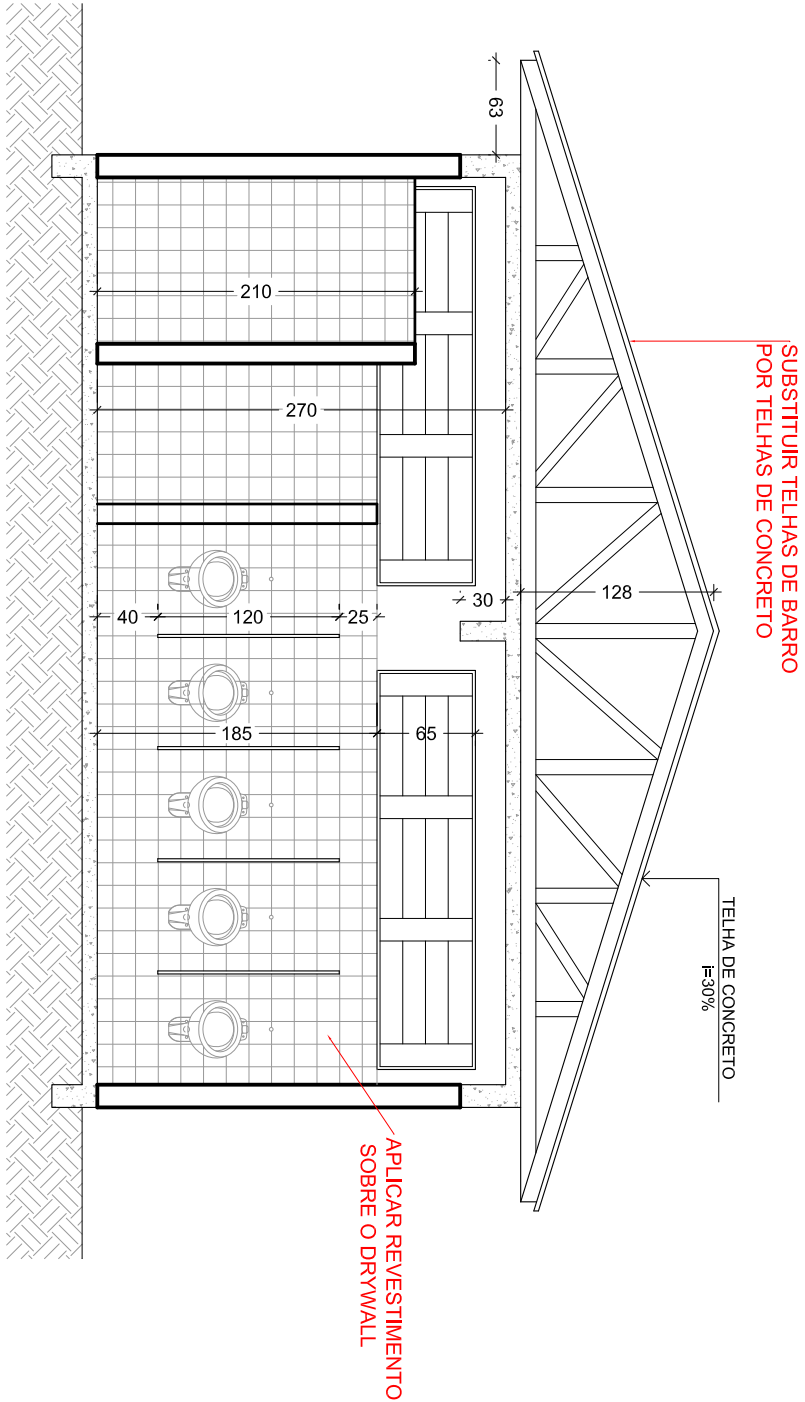 SUBSTITUIR TELHAS DE BARRO
POR TELHAS DE CONCRETO
TELHA DE CONCRETO
i=30%
63
128
210
270
30
40
120
25
185
65
APLICAR REVESTIMENTO
SOBRE O DRYWALL